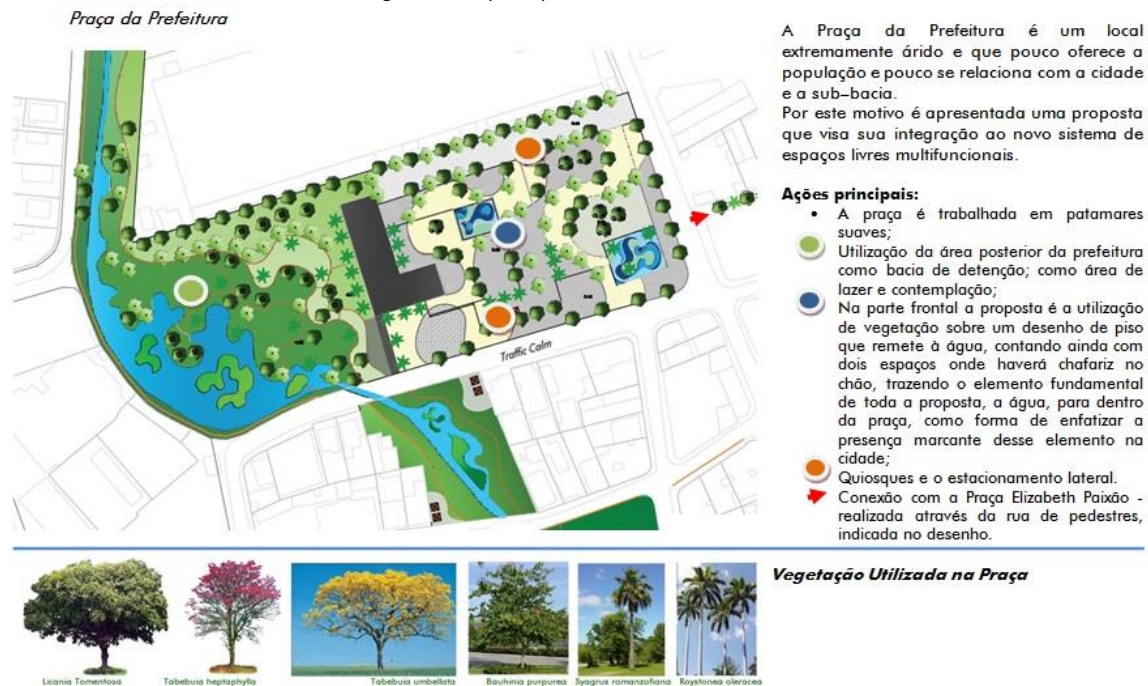 Praça da Prefeitura
A Praça da Prefeitura é um local
extremamente árido e que pouco oferece a
população e pouco se relaciona com a cidade
e a sub–bacia.
Por este motivo é apresentada uma proposta
que visa sua integração ao novo sistema de
espaços livres multifuncionais.
Ações principais:
• A praça é trabalhada em patamares
suaves;
Utilização da área posterior da prefeitura
como bacia de detenção; como área de
lazer e contemplação;
Na parte frontal a proposta é a utilização
de vegetação sobre um desenho de piso
que remete à água, contando ainda com
dois espaços onde haverá chafariz no
chão, trazendo o elemento fundamental
de toda a proposta, a água, para dentro
da praça, como forma de enfatizar a
presença marcante desse elemento na
cidade;
Quiosques e o estacionamento lateral.
Conexão com a Praça Elizabeth Paixão -
realizada através da rua de pedestres,
indicada no desenho.
Traffic Calm
Vegetação Utilizada na Praça
Licania Tomentosa
Tabebuia heptaphylla
Tabebuia umbellata
Bauhinia purpurea
Syagrus romanzofiana
Roystonea oleracea